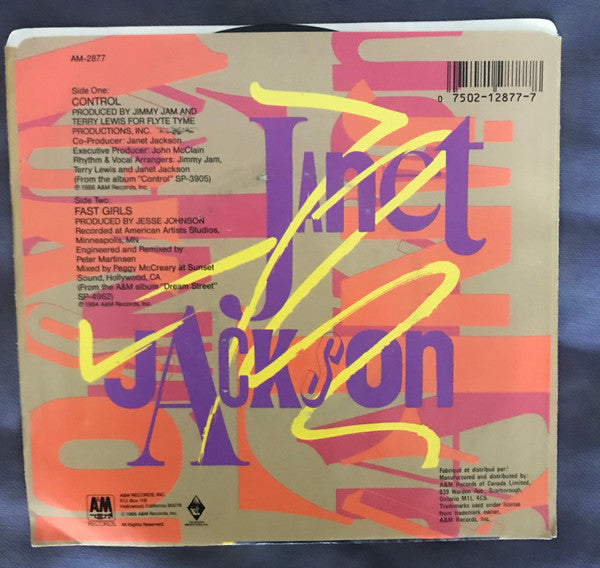 AM-2877
0 7502-12877-7
Side One:
CONTROL
PRODUCED BY JIMMY JAM AND
TERRY LEWIS FOR FLYTE TYME
PRODUCTIONS, INC.
Co-Producer: Janet Jackson
Executive Producer: John McClain
Rhythm & Vocal Arrangers: Jimmy Jam,
Terry Lewis and Janet Jackson
(From the album "Control" SP-3905)
℗ 1986 A&M Records, Inc.
Side Two:
FAST GIRLS
PRODUCED BY JESSE JOHNSON
Recorded at American Artists Studios,
Minneapolis, MN
Engineered and Remixed by
Peter Martinsen
Mixed by Peggy McCreary at Sunset
Sound, Hollywood, CA
(From the A&M album "Dream Street"
SP-4962)
℗ 1984 A&M Records, Inc.
JAnet
JACKsOn
A&M
RECORDS
A&M RECORDS, INC.
P.O. Box 118
Hollywood, California 90078
© 1986 A&M Records, Inc.
All Rights Reserved.
Fabriqué et distribué par/
Manufactured and distributed by:
A&M Records of Canada Limited,
939 Warden Ave., Scarborough,
Ontario M1L 4C5.
Trademarks used under license
from trademark owner,
A&M Records, Inc.